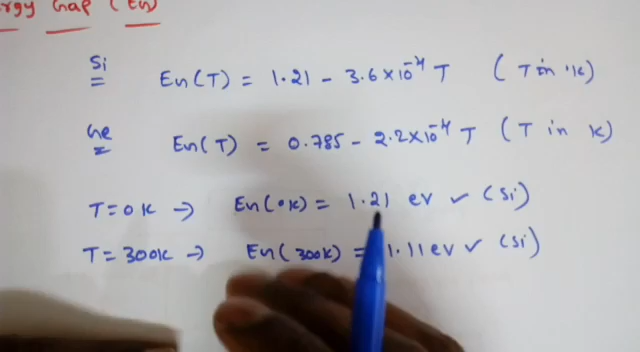 rgy Gap (EG)
Si
EG(T) = 1.21 - 3.6×10⁻⁴ T (T in °K)
Ge
EG(T) = 0.785 - 2.2×10⁻⁴ T (T in K)
T=0K → EG(0K) = 1.21 ev ✓ (Si)
T=300K → EG(300K) = 1.11 ev ✓ (Si)